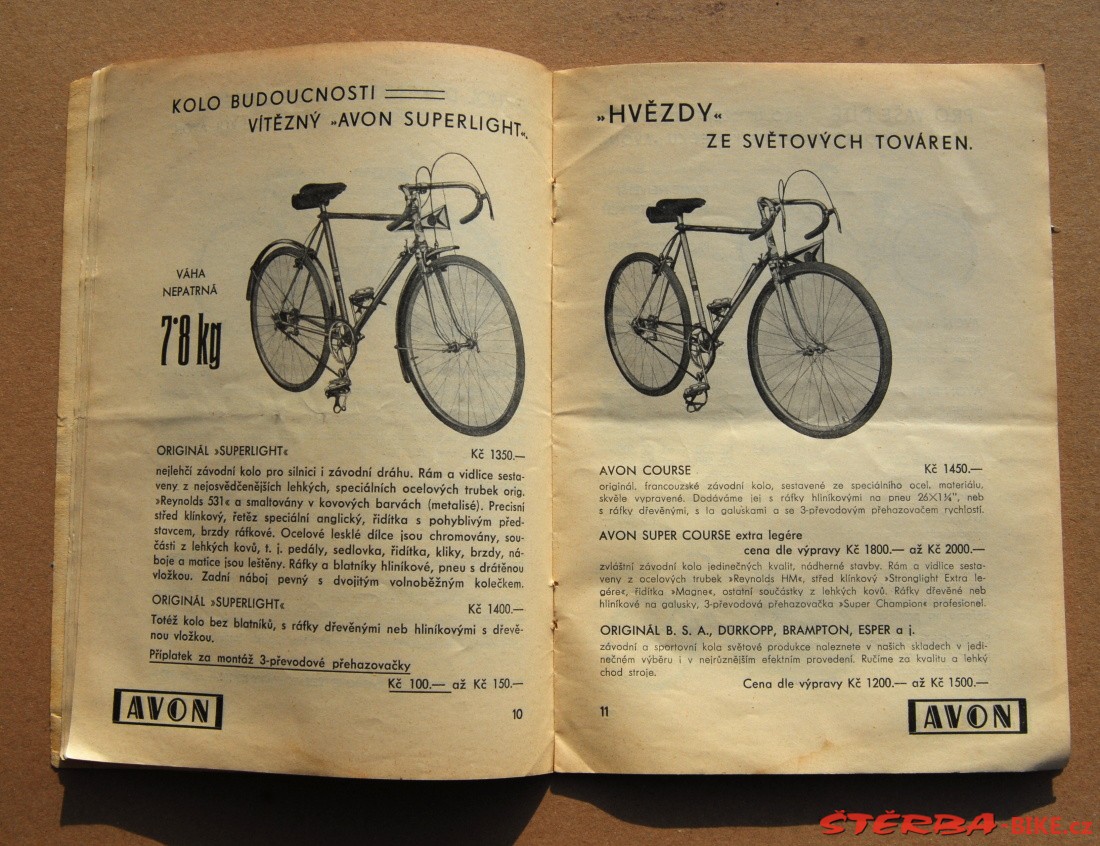 KOLO BUDOUCNOSTI
VÍTĚZNÝ »AVON SUPERLIGHT«.
VÁHA
NEPATRNÁ
7·8 kg
ORIGINÁL »SUPERLIGHT« Kč 1350.—
nejlehčí závodní kolo pro silnici i závodní dráhu. Rám a vidlice sesta-
veny z nejosvědčenějších lehkých, speciálních ocelových trubek orig.
»Reynolds 531« a smaltovány v kovových barvách (metalisé). Precisní
střed klínkový, řetěz speciální anglický, řidítka s pohyblivým před-
stavcem, brzdy ráfkové. Ocelové lesklé dílce jsou chromovány, sou-
části z lehkých kovů, t. j. pedály, sedlovka, řidítka, kliky, brzdy, ná-
boje a matice jsou leštěny. Ráfky a blatníky hliníkové, pneu s drátěnou
vložkou. Zadní náboj pevný s dvojitým volnoběžným kolečkem.
ORIGINÁL »SUPERLIGHT« Kč 1400.—
Totéž kolo bez blatníků, s ráfky dřevěnými neb hliníkovými s dřevě-
nou vložkou.
Připlatek za montáž 3-převodové přehazovačky
Kč 100.— až Kč 150.—
AVON
10
»HVĚZDY«
ZE SVĚTOVÝCH TOVÁREN.
AVON COURSE Kč 1450.—
originál. francouzské závodní kolo, sestavené ze speciálního ocel. materiálu,
skvěle vypravené. Dodáváme jej s ráfky hliníkovými na pneu 26×1¼", neb
s ráfky dřevěnými, s la galuskami a se 3-převodovým přehazovačem rychlostí.
AVON SUPER COURSE extra legére
cena dle výpravy Kč 1800.— až Kč 2000.—
zvláštní závodní kolo jedinečných kvalit, nádherné stavby. Rám a vidlice sesta-
veny z ocelových trubek »Reynolds HM«, střed klínkový »Stronglight Extra le-
gére«, řidítka »Magne«, ostatní součástky z lehkých kovů. Ráfky dřevěné neb
hliníkové na galusky, 3-převodová přehazovačka »Super Champion« profesionel.
ORIGINÁL B. S. A., DÜRKOPP, BRAMPTON, ESPER a j.
závodní a sportovní kola světové produkce naleznete v našich skladech v jedi-
nečném výběru i v nejrůznějším efektním provedení. Ručíme za kvalitu a lehký
chod stroje.
Cena dle výpravy Kč 1200.— až Kč 1500.—
11
AVON
ŠTĚRBA-BIKE.cz